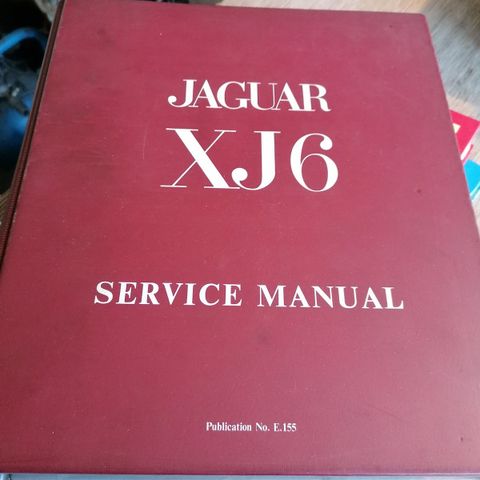 JAGUAR
XJ6
SERVICE MANUAL
Publication No. E.155